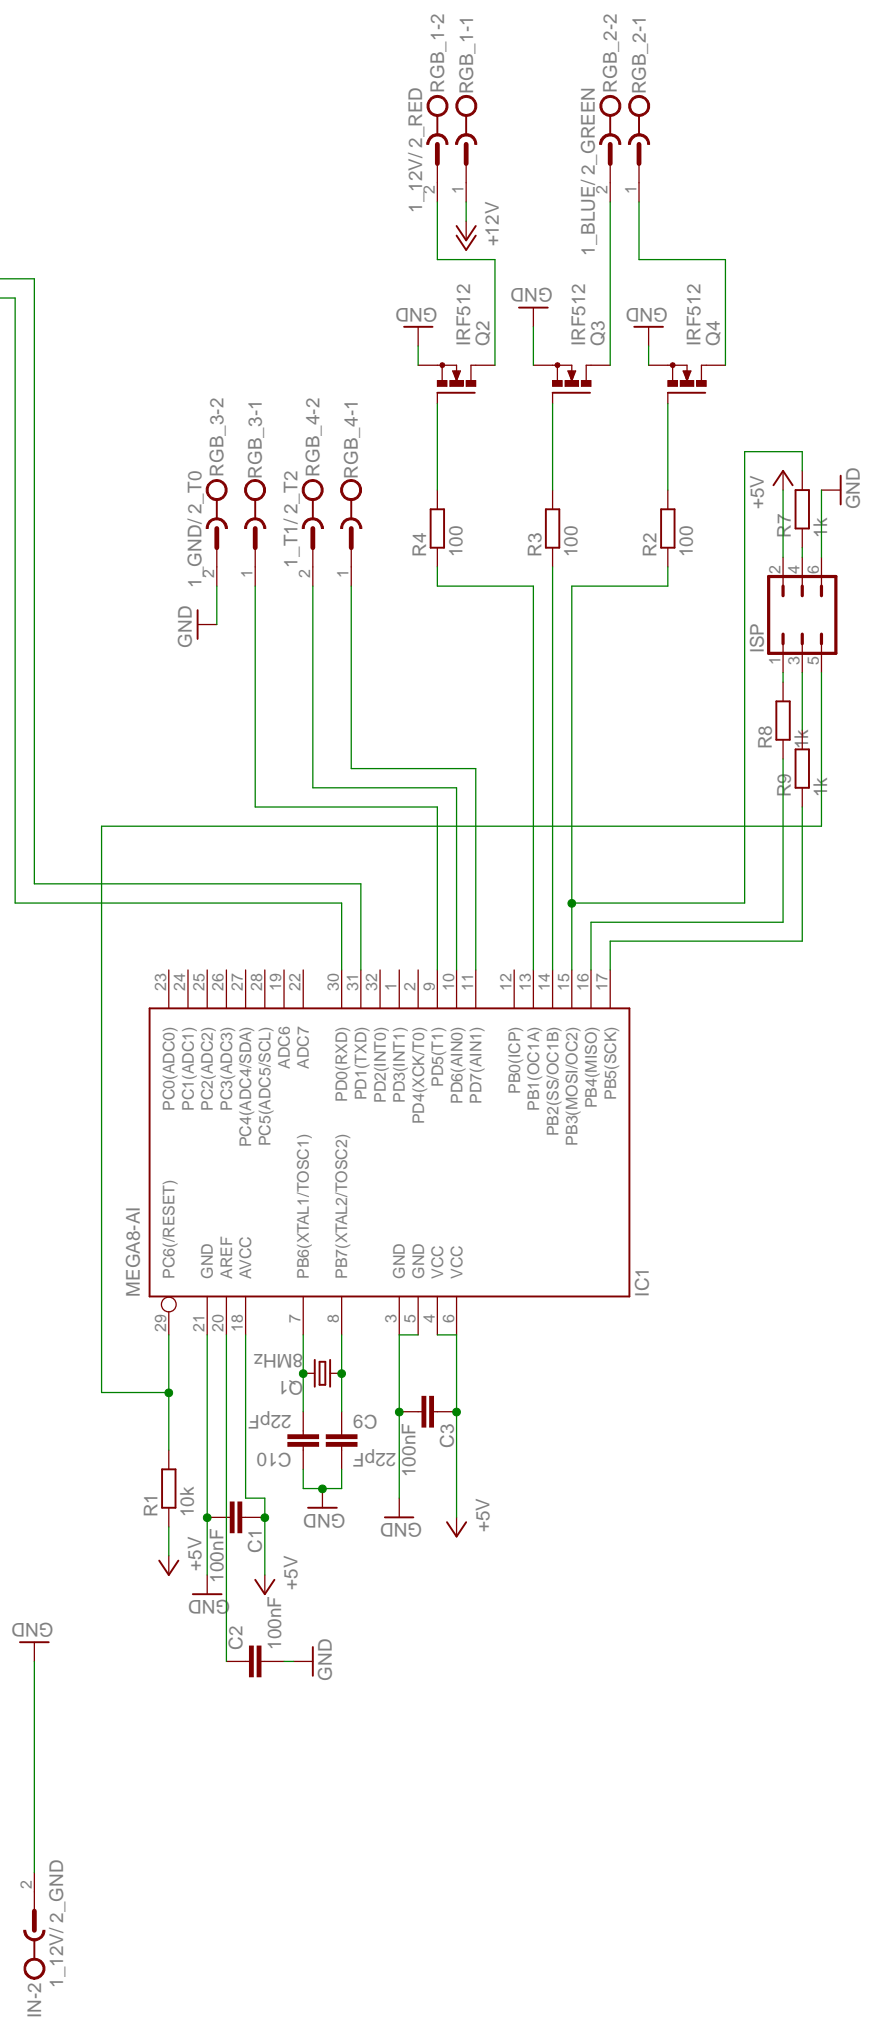 RGB_1-2
RGB_1-1
1_12V/2_RED
2
1
+12V
RGB_2-2
RGB_2-1
1_BLUE/2_GREEN
2
1
GND
IRF512
Q2
GND
IRF512
Q3
GND
IRF512
Q4
RGB_3-2
RGB_3-1
1_GND/2_T0
2
1
GND
RGB_4-2
RGB_4-1
1_T1/2_T2
2
1
R4
100
R3
100
R2
100
+5V
R7
1k
GND
2
4
6
ISP
1
3
5
R8
1k
R9
1k
23
24
25
26
27
28
19
22
30
31
32
1
2
9
10
11
12
13
14
15
16
17
PC0(ADC0)
PC1(ADC1)
PC2(ADC2)
PC3(ADC3)
PC4(ADC4/SDA)
PC5(ADC5/SCL)
ADC6
ADC7
PD0(RXD)
PD1(TXD)
PD2(INT0)
PD3(INT1)
PD4(XCK/T0)
PD5(T1)
PD6(AIN0)
PD7(AIN1)
PB0(ICP)
PB1(OC1A)
PB2(SS/OC1B)
PB3(MOSI/OC2)
PB4(MISO)
PB5(SCK)
MEGA8-AI
PC6(/RESET)
GND
AREF
AVCC
PB6(XTAL1/TOSC1)
PB7(XTAL2/TOSC2)
GND
GND
VCC
VCC
IC1
29
21
20
18
7
8
3
5
4
6
8MHz
Q1
22pF
C10
C9
22pF
GND
100nF
C3
GND
+5V
R1
10k
+5V
100nF
C1
GND
+5V
C2
100nF
GND
GND
2
IN-2
1_12V/2_GND